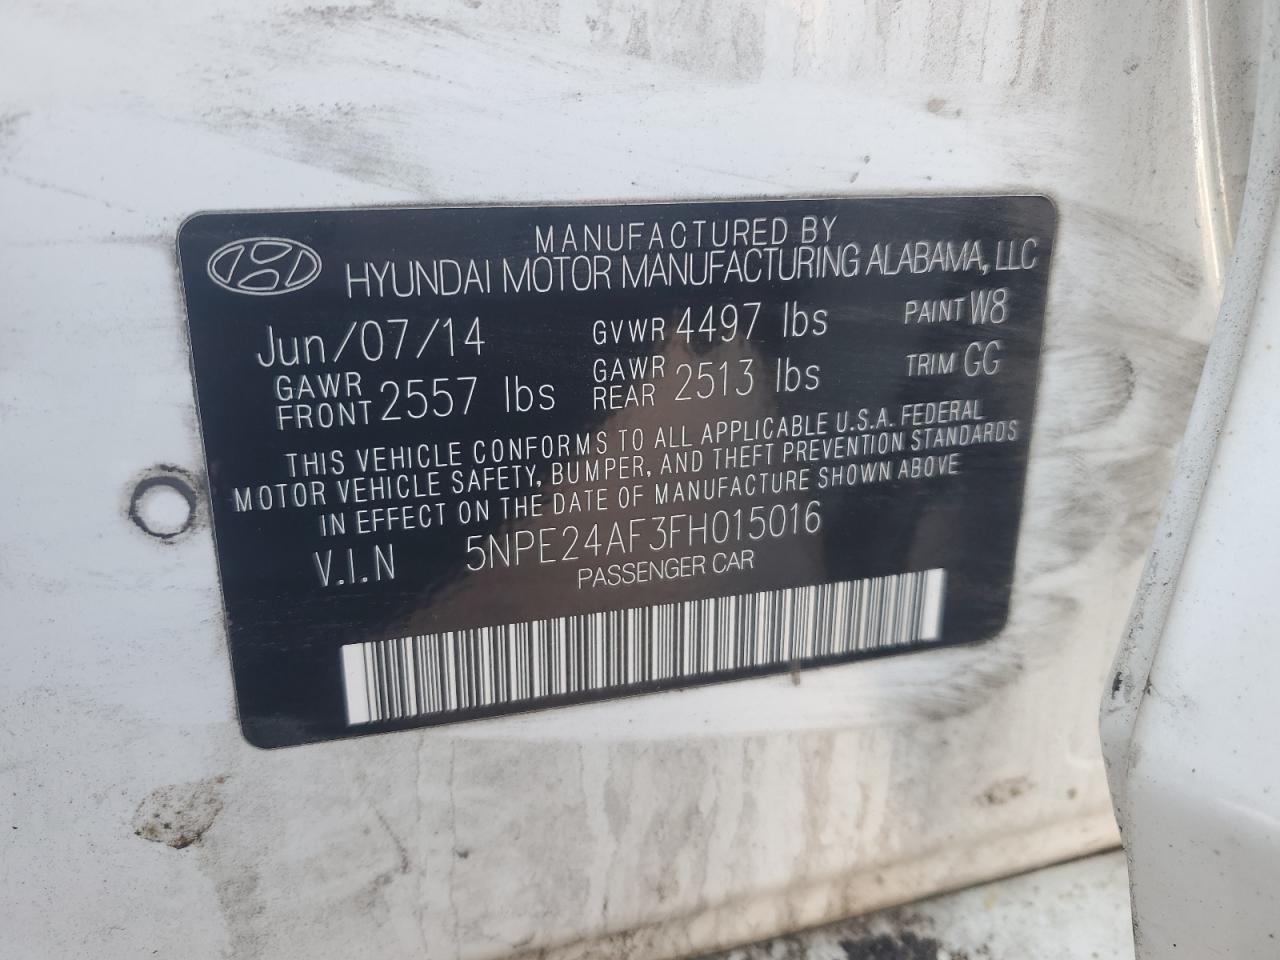 MANUFACTURED BY
HYUNDAI MOTOR MANUFACTURING ALABAMA, LLC
Jun/07/14 GVWR 4497 lbs PAINT W8
GAWR FRONT 2557 lbs GAWR REAR 2513 lbs TRIM GG
THIS VEHICLE CONFORMS TO ALL APPLICABLE U.S.A. FEDERAL
MOTOR VEHICLE SAFETY, BUMPER, AND THEFT PREVENTION STANDARDS
IN EFFECT ON THE DATE OF MANUFACTURE SHOWN ABOVE
V.I.N 5NPE24AF3FH015016
PASSENGER CAR